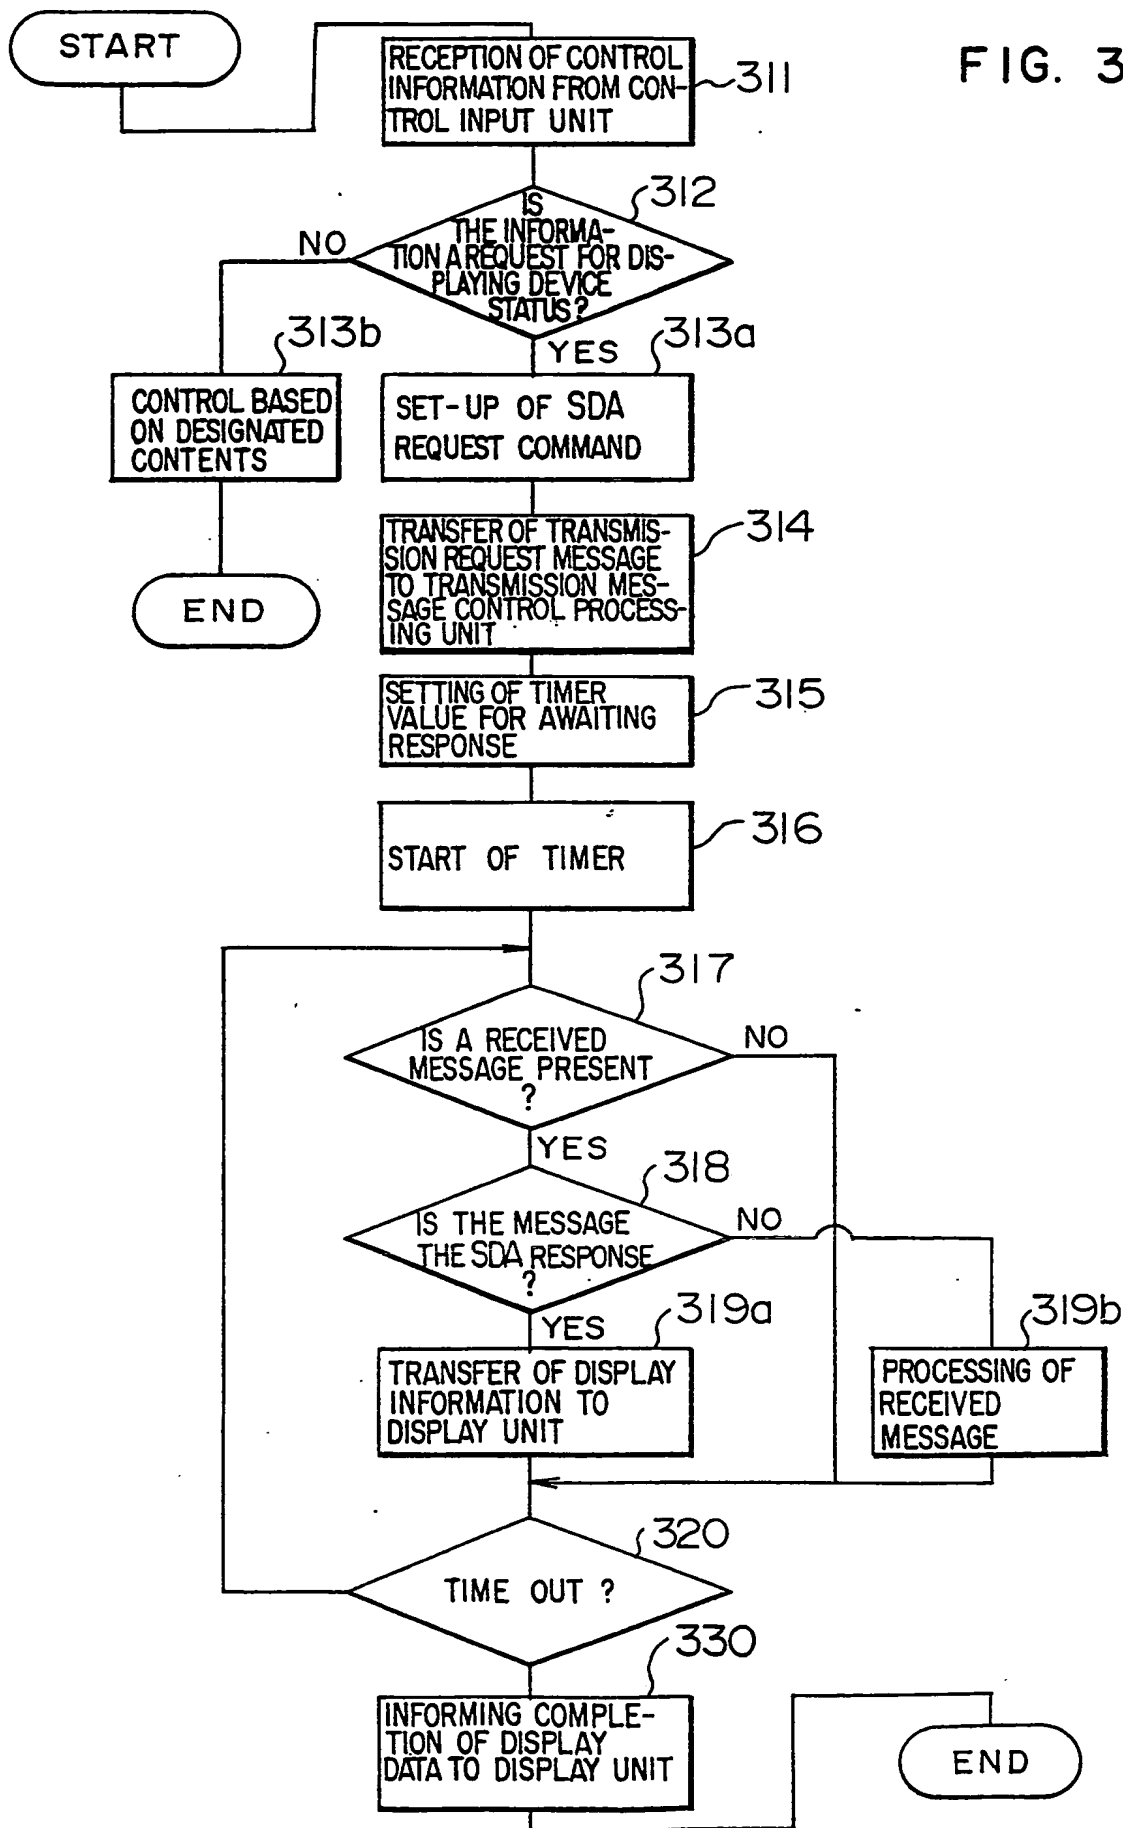 START
RECEPTION OF CONTROL
INFORMATION FROM CON-
TROL INPUT UNIT
311
FIG. 3
IS
THE INFORMA-
TION A REQUEST FOR DIS-
PLAYING DEVICE
STATUS?
312
NO
YES
313b
CONTROL BASED
ON DESIGNATED
CONTENTS
END
313a
SET-UP OF SDA
REQUEST COMMAND
TRANSFER OF TRANSMIS-
SION REQUEST MESSAGE
TO TRANSMISSION MES-
SAGE CONTROL PROCESS-
ING UNIT
314
SETTING OF TIMER
VALUE FOR AWAITING
RESPONSE
315
START OF TIMER
316
317
IS A RECEIVED
MESSAGE PRESENT
?
NO
YES
318
IS THE MESSAGE
THE SDA RESPONSE
?
NO
YES
319a
TRANSFER OF DISPLAY
INFORMATION TO
DISPLAY UNIT
319b
PROCESSING OF
RECEIVED
MESSAGE
320
TIME OUT ?
330
INFORMING COMPLE-
TION OF DISPLAY
DATA TO DISPLAY UNIT
END